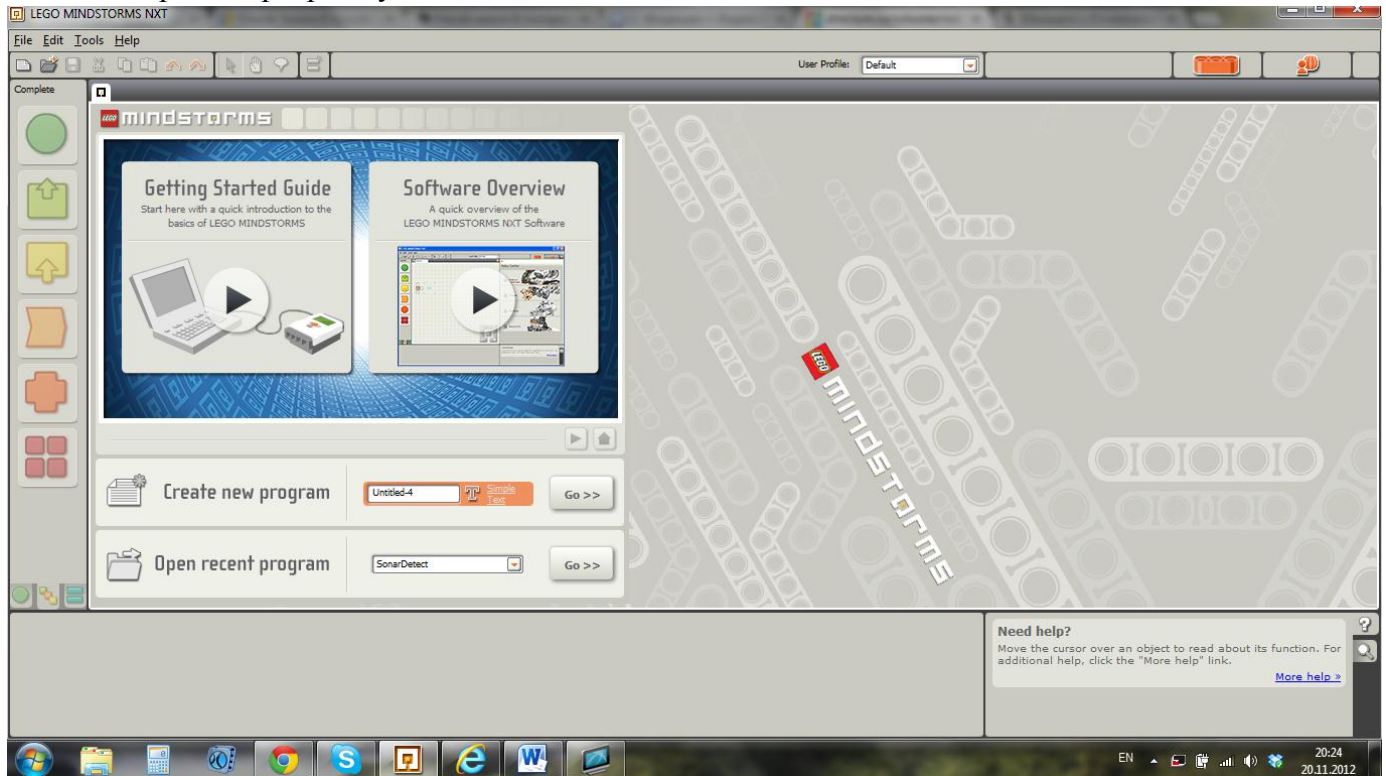 LEGO MINDSTORMS NXT
File Edit Tools Help
User Profile: Default
Complete
LEGO mindstorms
Getting Started Guide
Start here with a quick introduction to the
basics of LEGO MINDSTORMS
Software Overview
A quick overview of the
LEGO MINDSTORMS NXT Software
Create new program
Untitled-4
T Simple
Text
Go >>
Open recent program
SonarDetect
Go >>
LEGO mindstorms
Need help?
Move the cursor over an object to read about its function. For
additional help, click the "More help" link.
More help »
EN
20:24
20.11.2012